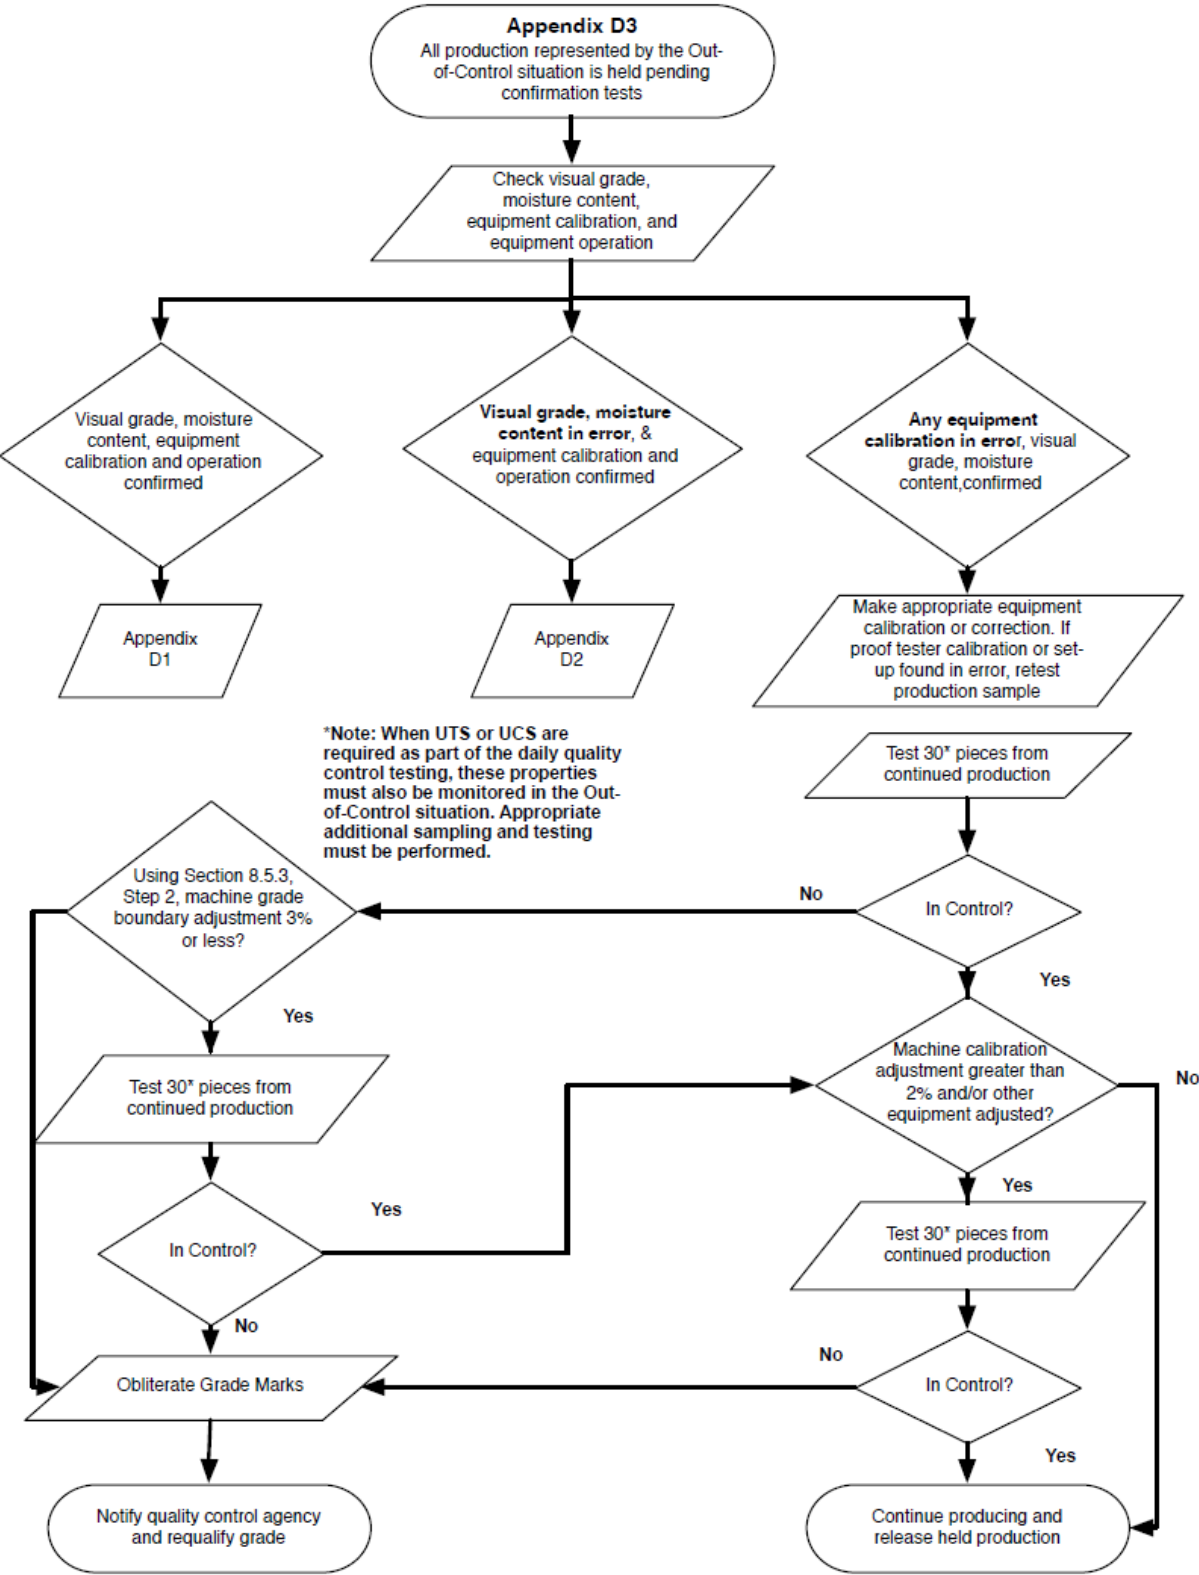 Appendix D3
All production represented by the Out-
of-Control situation is held pending
confirmation tests
Check visual grade,
moisture content,
equipment calibration, and
equipment operation
Visual grade, moisture
content, equipment
calibration and operation
confirmed
Visual grade, moisture
content in error, &
equipment calibration and
operation confirmed
Any equipment
calibration in error, visual
grade, moisture
content,confirmed
Appendix
D1
Appendix
D2
Make appropriate equipment
calibration or correction. If
proof tester calibration or set-
up found in error, retest
production sample
*Note: When UTS or UCS are
required as part of the daily quality
control testing, these properties
must also be monitored in the Out-
of-Control situation. Appropriate
additional sampling and testing
must be performed.
Test 30* pieces from
continued production
Using Section 8.5.3,
Step 2, machine grade
boundary adjustment 3%
or less?
No
In Control?
Yes
Yes
Machine calibration
adjustment greater than
2% and/or other
equipment adjusted?
No
Test 30* pieces from
continued production
Yes
Yes
In Control?
Test 30* pieces from
continued production
No
No
Obliterate Grade Marks
In Control?
Yes
Notify quality control agency
and requalify grade
Continue producing and
release held production